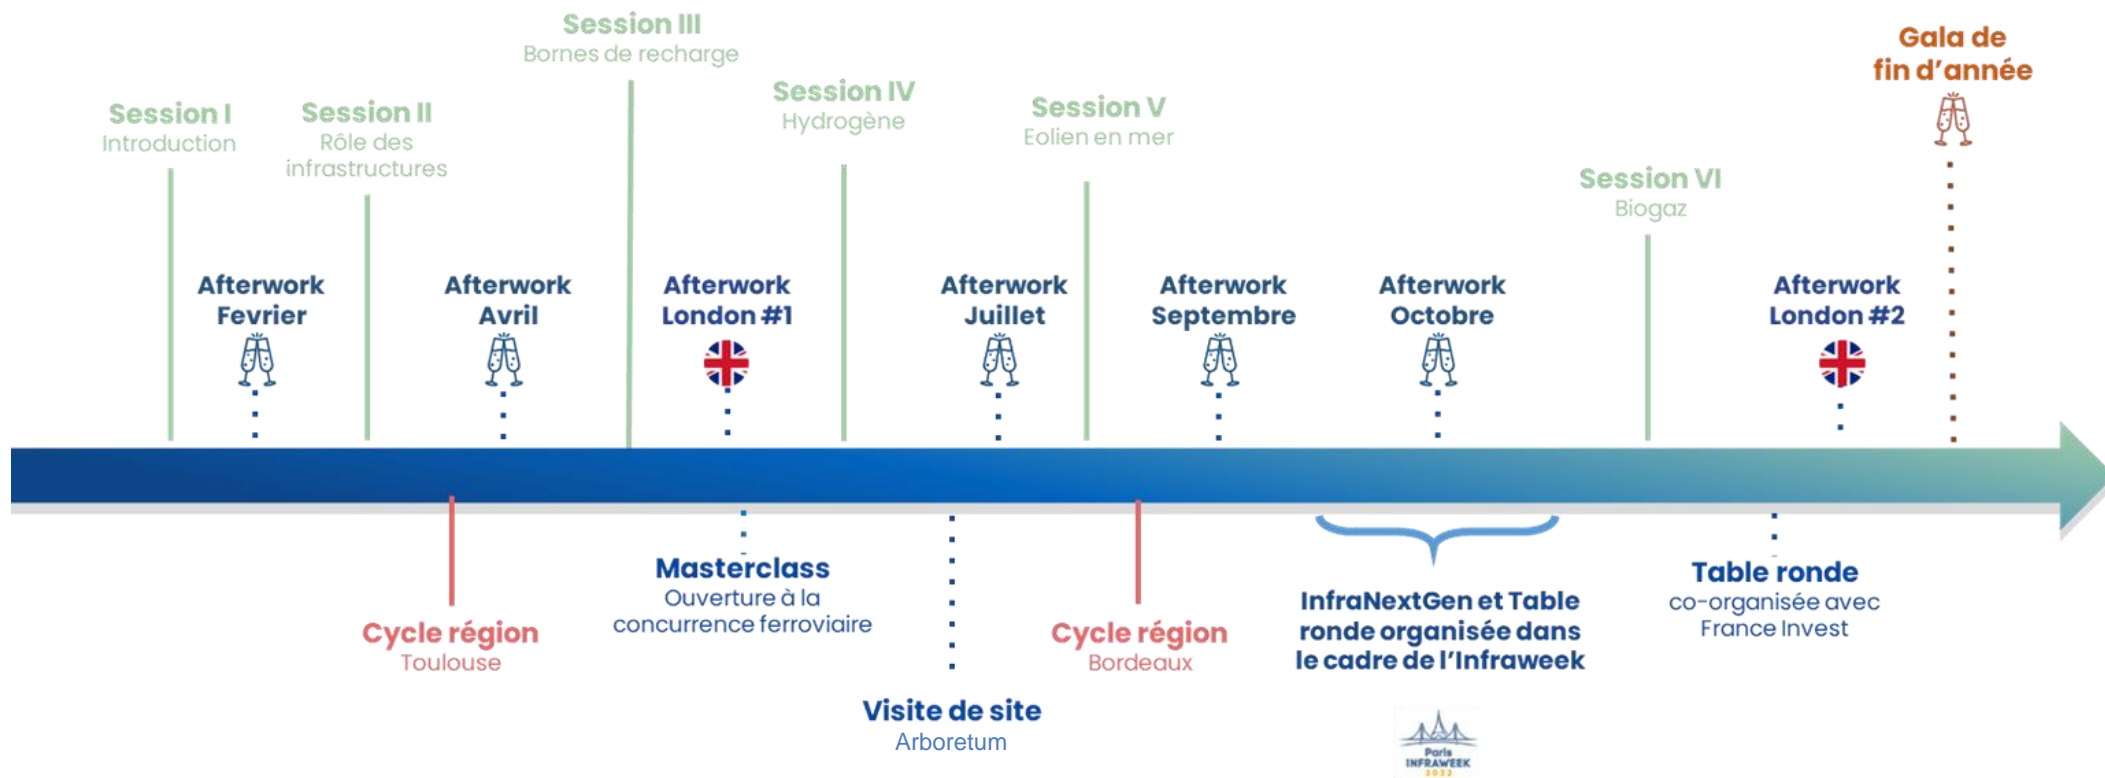 Session III
Bornes de recharge
Gala de
fin d’année
Session I
Introduction
Session II
Rôle des
infrastructures
Session IV
Hydrogène
Session V
Eolien en mer
Session VI
Biogaz
Afterwork
Fevrier
Afterwork
Avril
Afterwork
London #1
Afterwork
Juillet
Afterwork
Septembre
Afterwork
Octobre
Afterwork
London #2
Cycle région
Toulouse
Masterclass
Ouverture à la
concurrence ferroviaire
Visite de site
Arboretum
Cycle région
Bordeaux
InfraNextGen et Table
ronde organisée dans
le cadre de l’Infraweek
Paris
INFRAWEEK
2022
Table ronde
co-organisée avec
France Invest